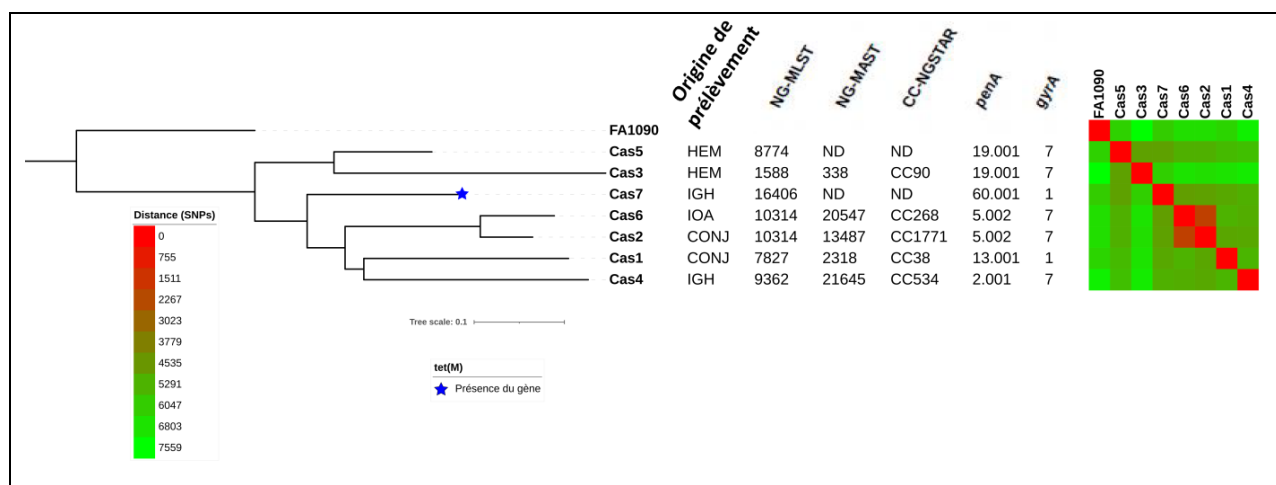 Origine de
prélèvement
NG-MLST
NG-MAST
CC-NGSTAR
penA
gyrA
FA1090
Cas5
Cas3
Cas7
Cas6
Cas2
Cas1
Cas4
FA1090
Cas5 HEM 8774 ND ND 19.001 7
Cas3 HEM 1588 338 CC90 19.001 7
Cas7 IGH 16406 ND ND 60.001 1
Cas6 IOA 10314 20547 CC268 5.002 7
Cas2 CONJ 10314 13487 CC1771 5.002 7
Cas1 CONJ 7827 2318 CC38 13.001 1
Cas4 IGH 9362 21645 CC534 2.001 7
Distance (SNPs)
0
755
1511
2267
3023
3779
4535
5291
6047
6803
7559
Tree scale: 0.1
tet(M)
Présence du gène